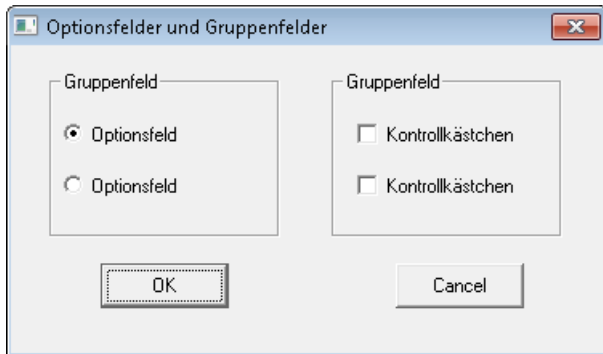 Optionsfelder und Gruppenfelder
Gruppenfeld
Optionsfeld
Optionsfeld
Gruppenfeld
Kontrollkästchen
Kontrollkästchen
OK
Cancel